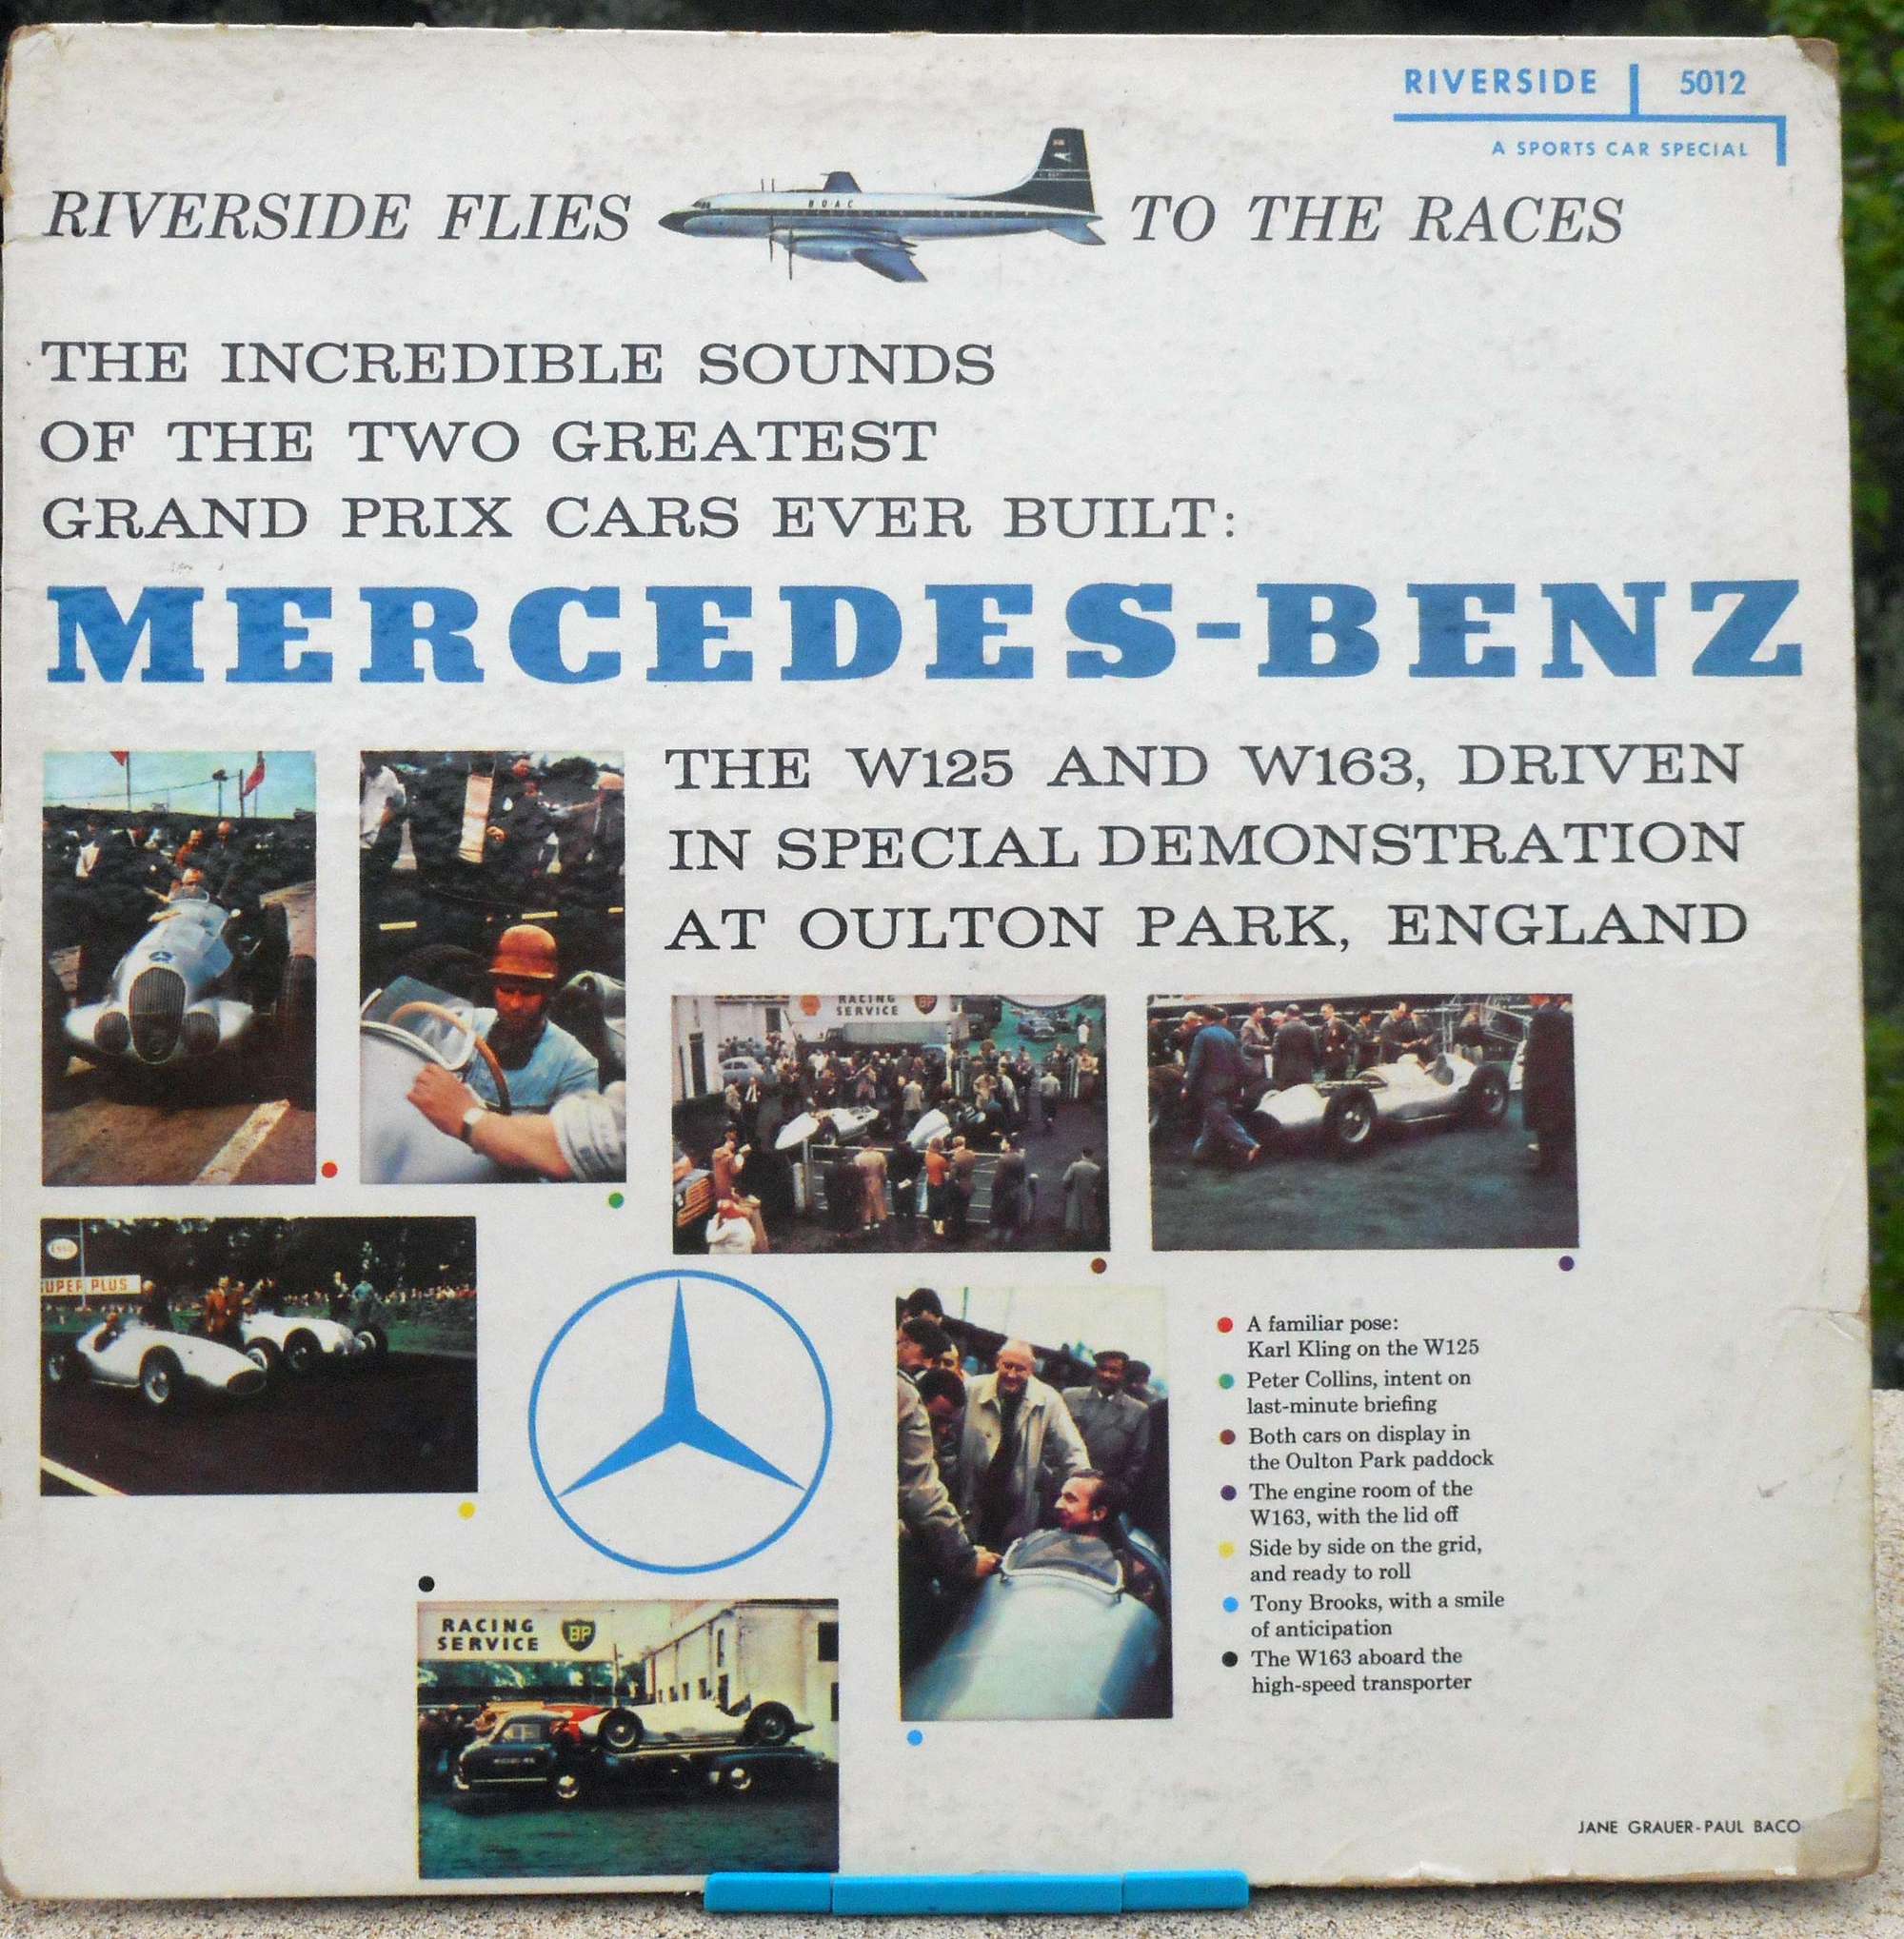 RIVERSIDE 5012
A SPORTS CAR SPECIAL
RIVERSIDE FLIES TO THE RACES
BOAC
THE INCREDIBLE SOUNDS
OF THE TWO GREATEST
GRAND PRIX CARS EVER BUILT:
MERCEDES-BENZ
THE W125 AND W163, DRIVEN
IN SPECIAL DEMONSTRATION
AT OULTON PARK, ENGLAND
RACING
SERVICE
BP
Esso
SUPER PLUS
A familiar pose:
Karl Kling on the W125
Peter Collins, intent on
last-minute briefing
Both cars on display in
the Oulton Park paddock
The engine room of the
W163, with the lid off
Side by side on the grid,
and ready to roll
Tony Brooks, with a smile
of anticipation
The W163 aboard the
high-speed transporter
RACING
SERVICE
BP
JANE GRAUER-PAUL BACO